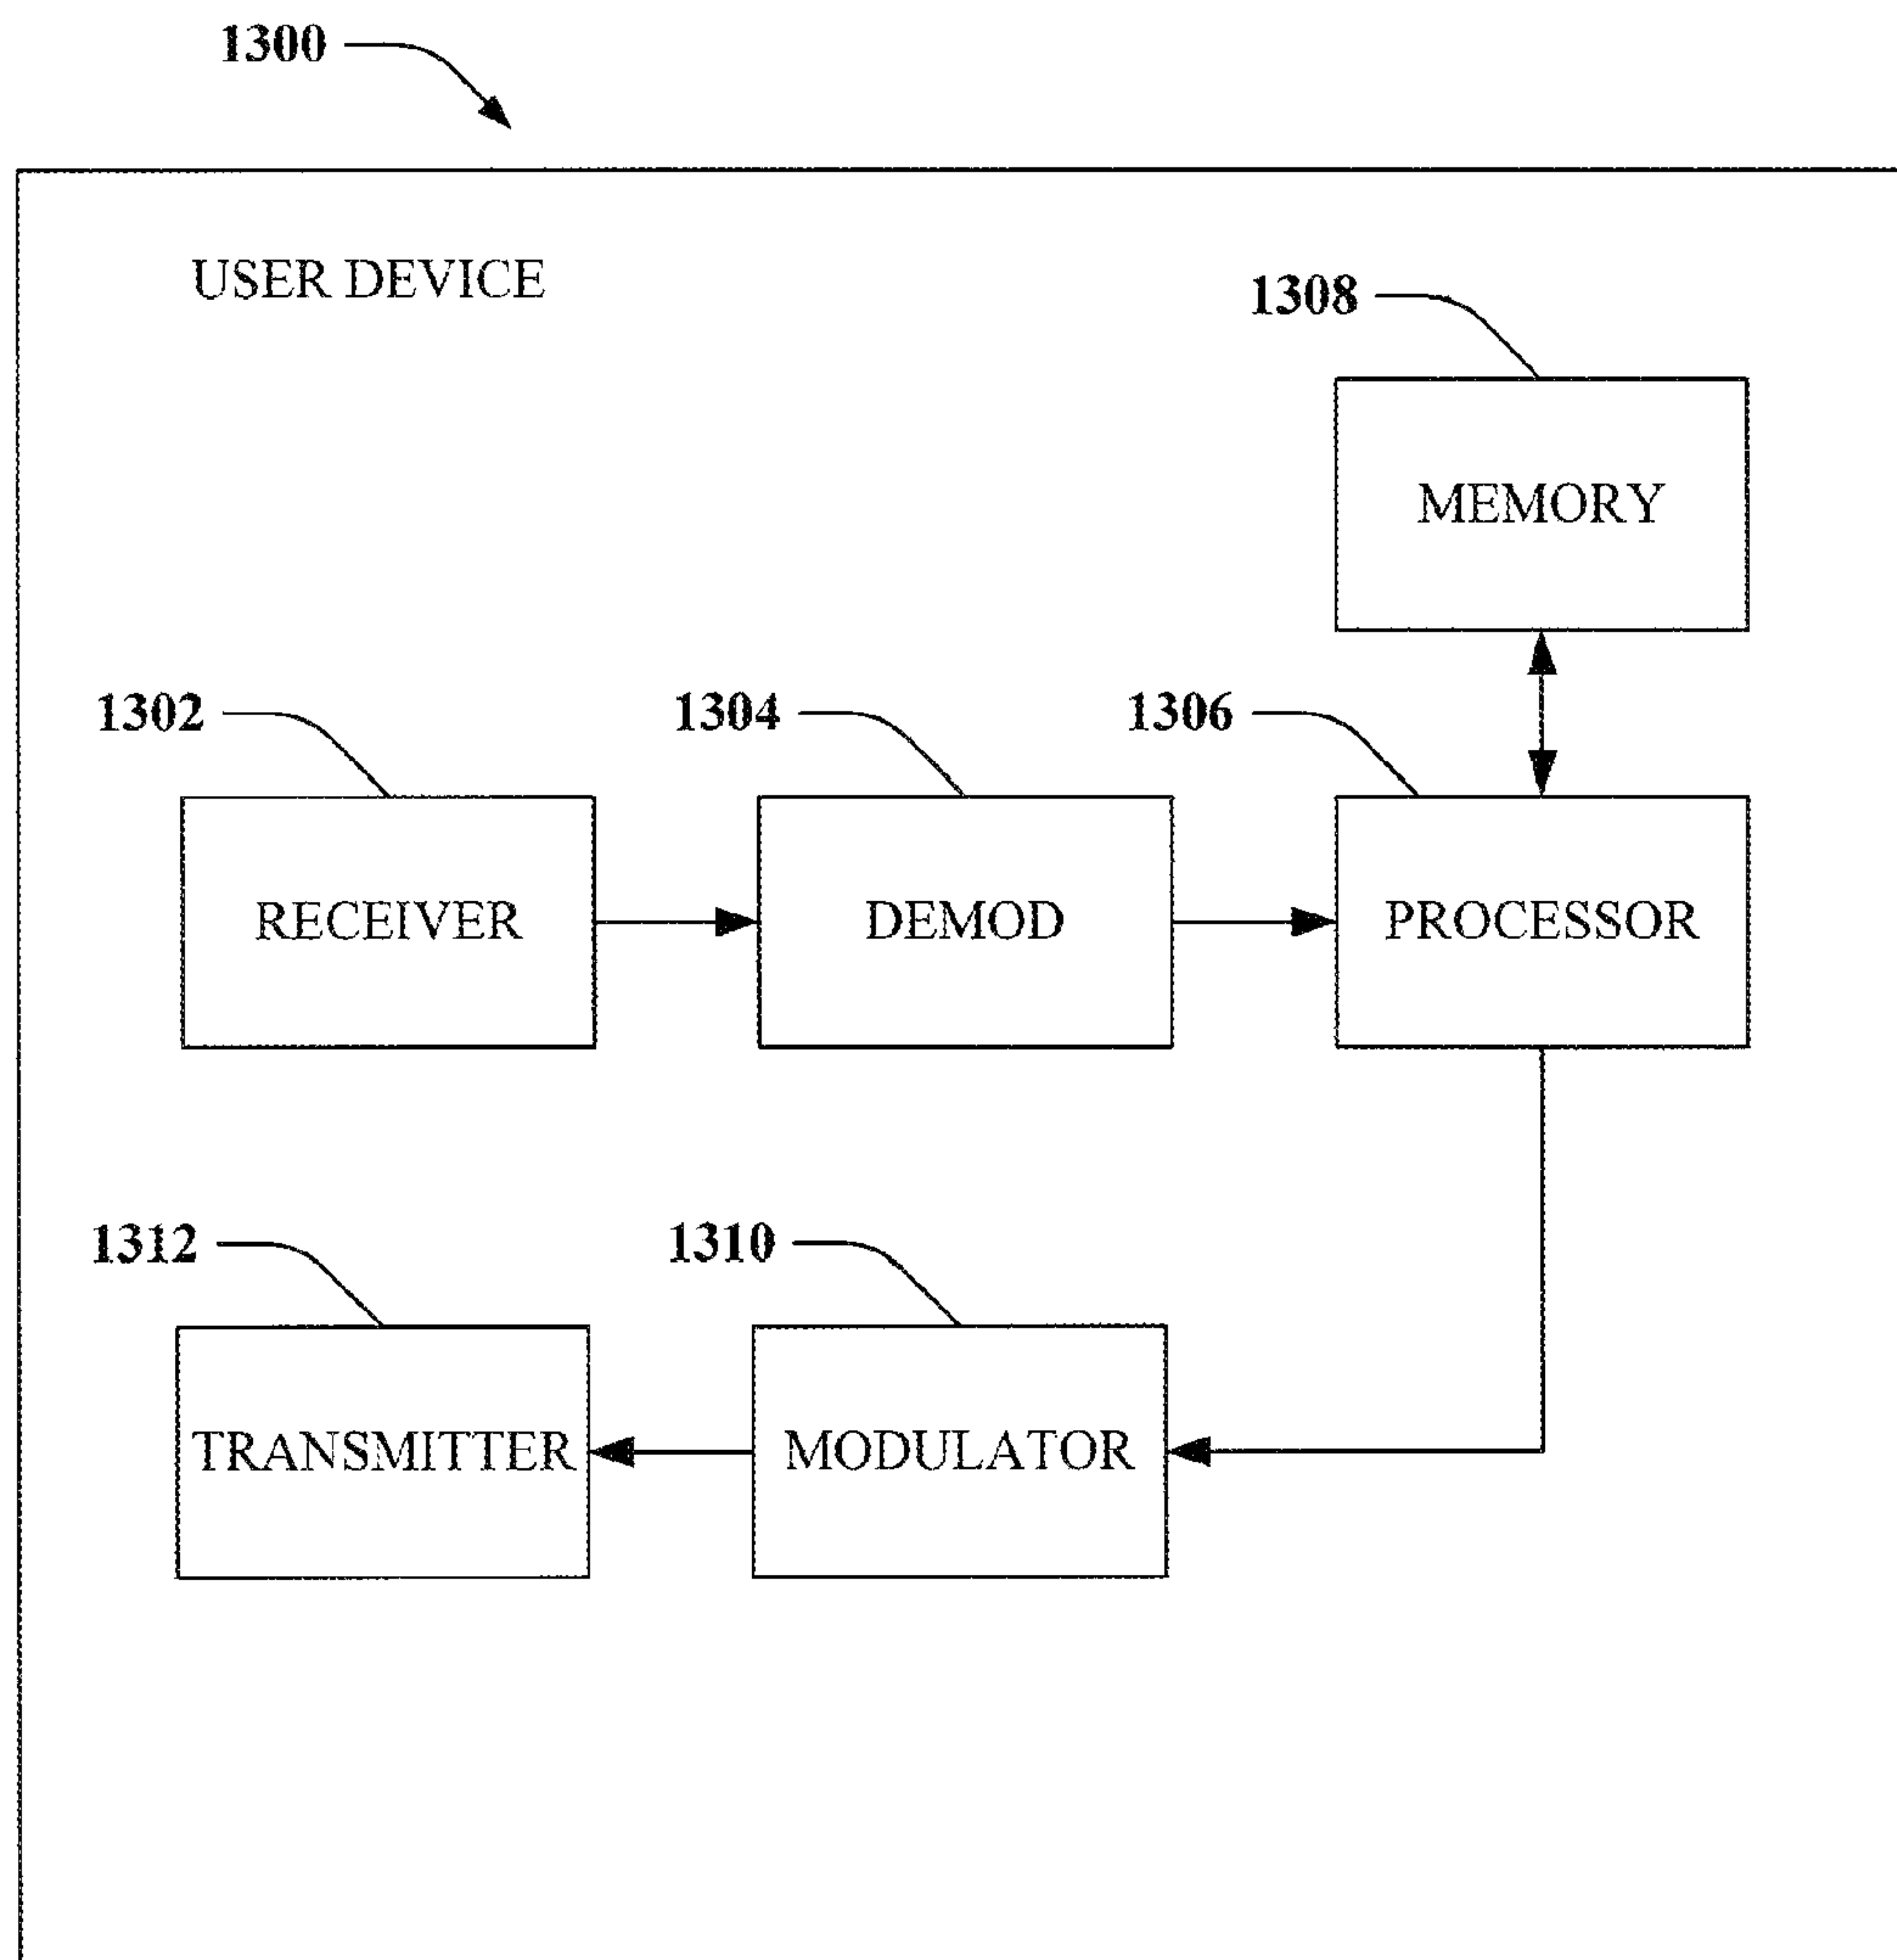 1300
USER DEVICE
1308
MEMORY
1302
1304
1306
RECEIVER
DEMOD
PROCESSOR
1312
1310
TRANSMITTER
MODULATOR